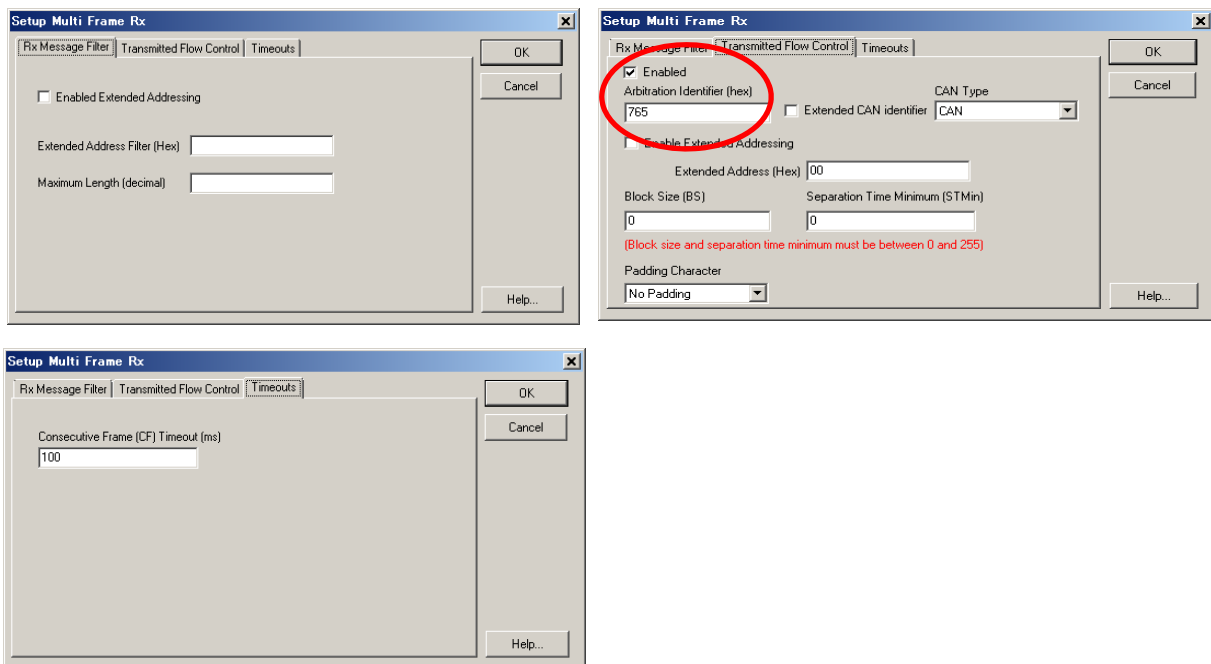 Setup Multi Frame Rx
Rx Message Filter Transmitted Flow Control Timeouts
OK
Cancel
Enabled Extended Addressing
Extended Address Filter (Hex)
Maximum Length (decimal)
Help...
Setup Multi Frame Rx
Rx Message Filter Transmitted Flow Control Timeouts
OK
Cancel
Enabled
Arbitration Identifier (hex)
CAN Type
765
Extended CAN identifier CAN
Enable Extended Addressing
Extended Address (Hex) 00
Block Size (BS) Separation Time Minimum (STMin)
0 0
(Block size and separation time minimum must be between 0 and 255)
Padding Character
No Padding
Help...
Setup Multi Frame Rx
Rx Message Filter Transmitted Flow Control Timeouts
OK
Cancel
Consecutive Frame (CF) Timeout (ms)
100
Help...